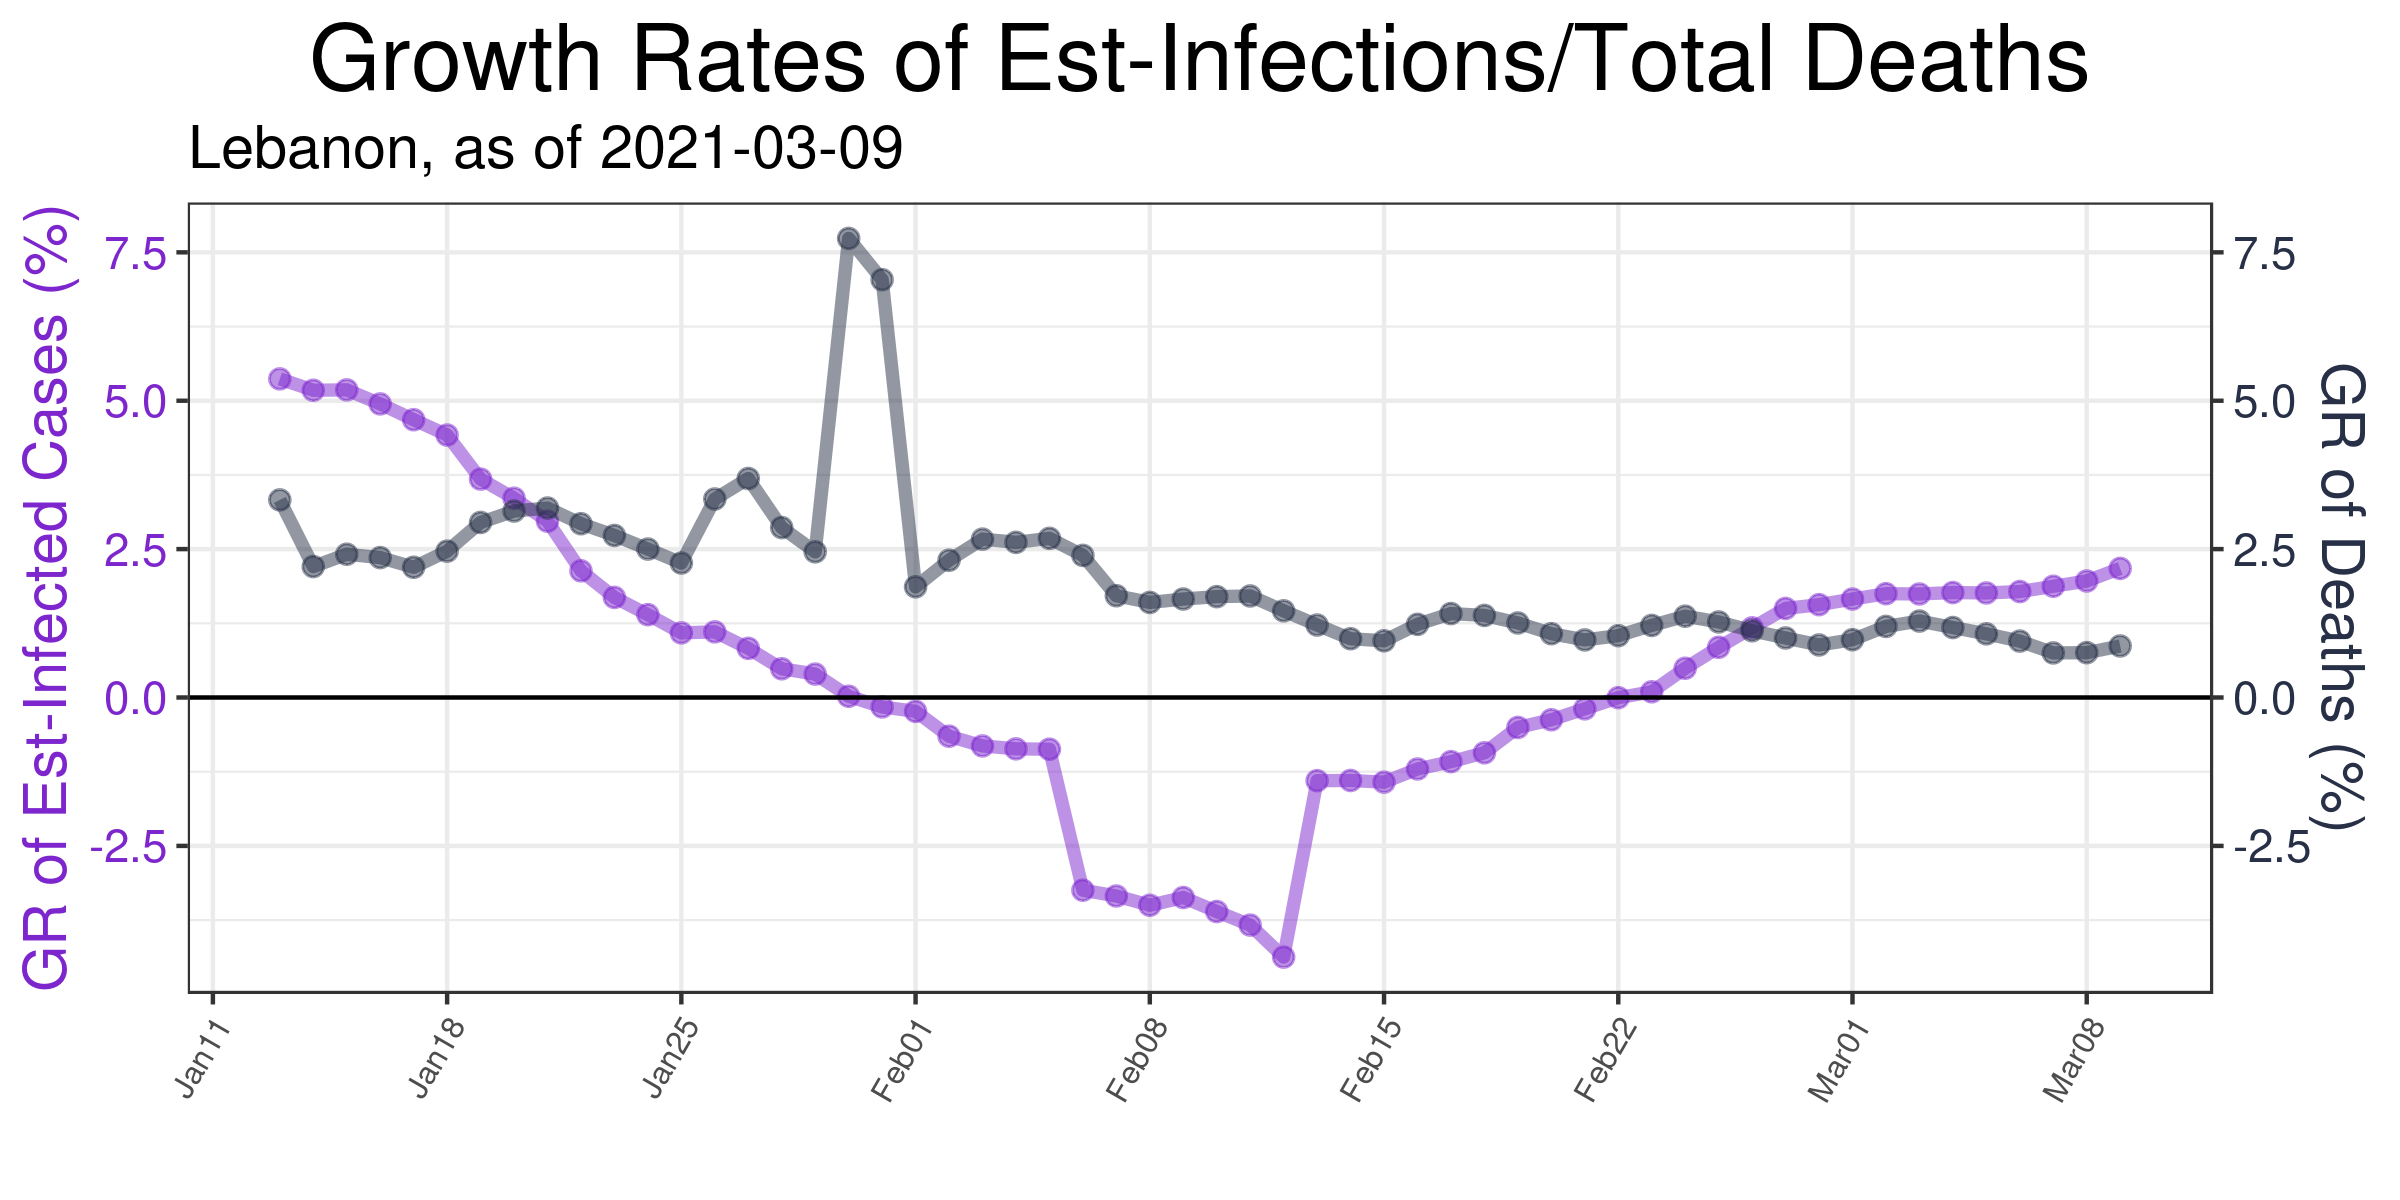 Growth Rates of Est-Infections/Total Deaths
Lebanon, as of 2021-03-09
GR of Est-Infected Cases (%)
7.5
5.0
2.5
0.0
-2.5
7.5
5.0
2.5
0.0
-2.5
GR of Deaths (%)
Jan11
Jan18
Jan25
Feb01
Feb08
Feb15
Feb22
Mar01
Mar08